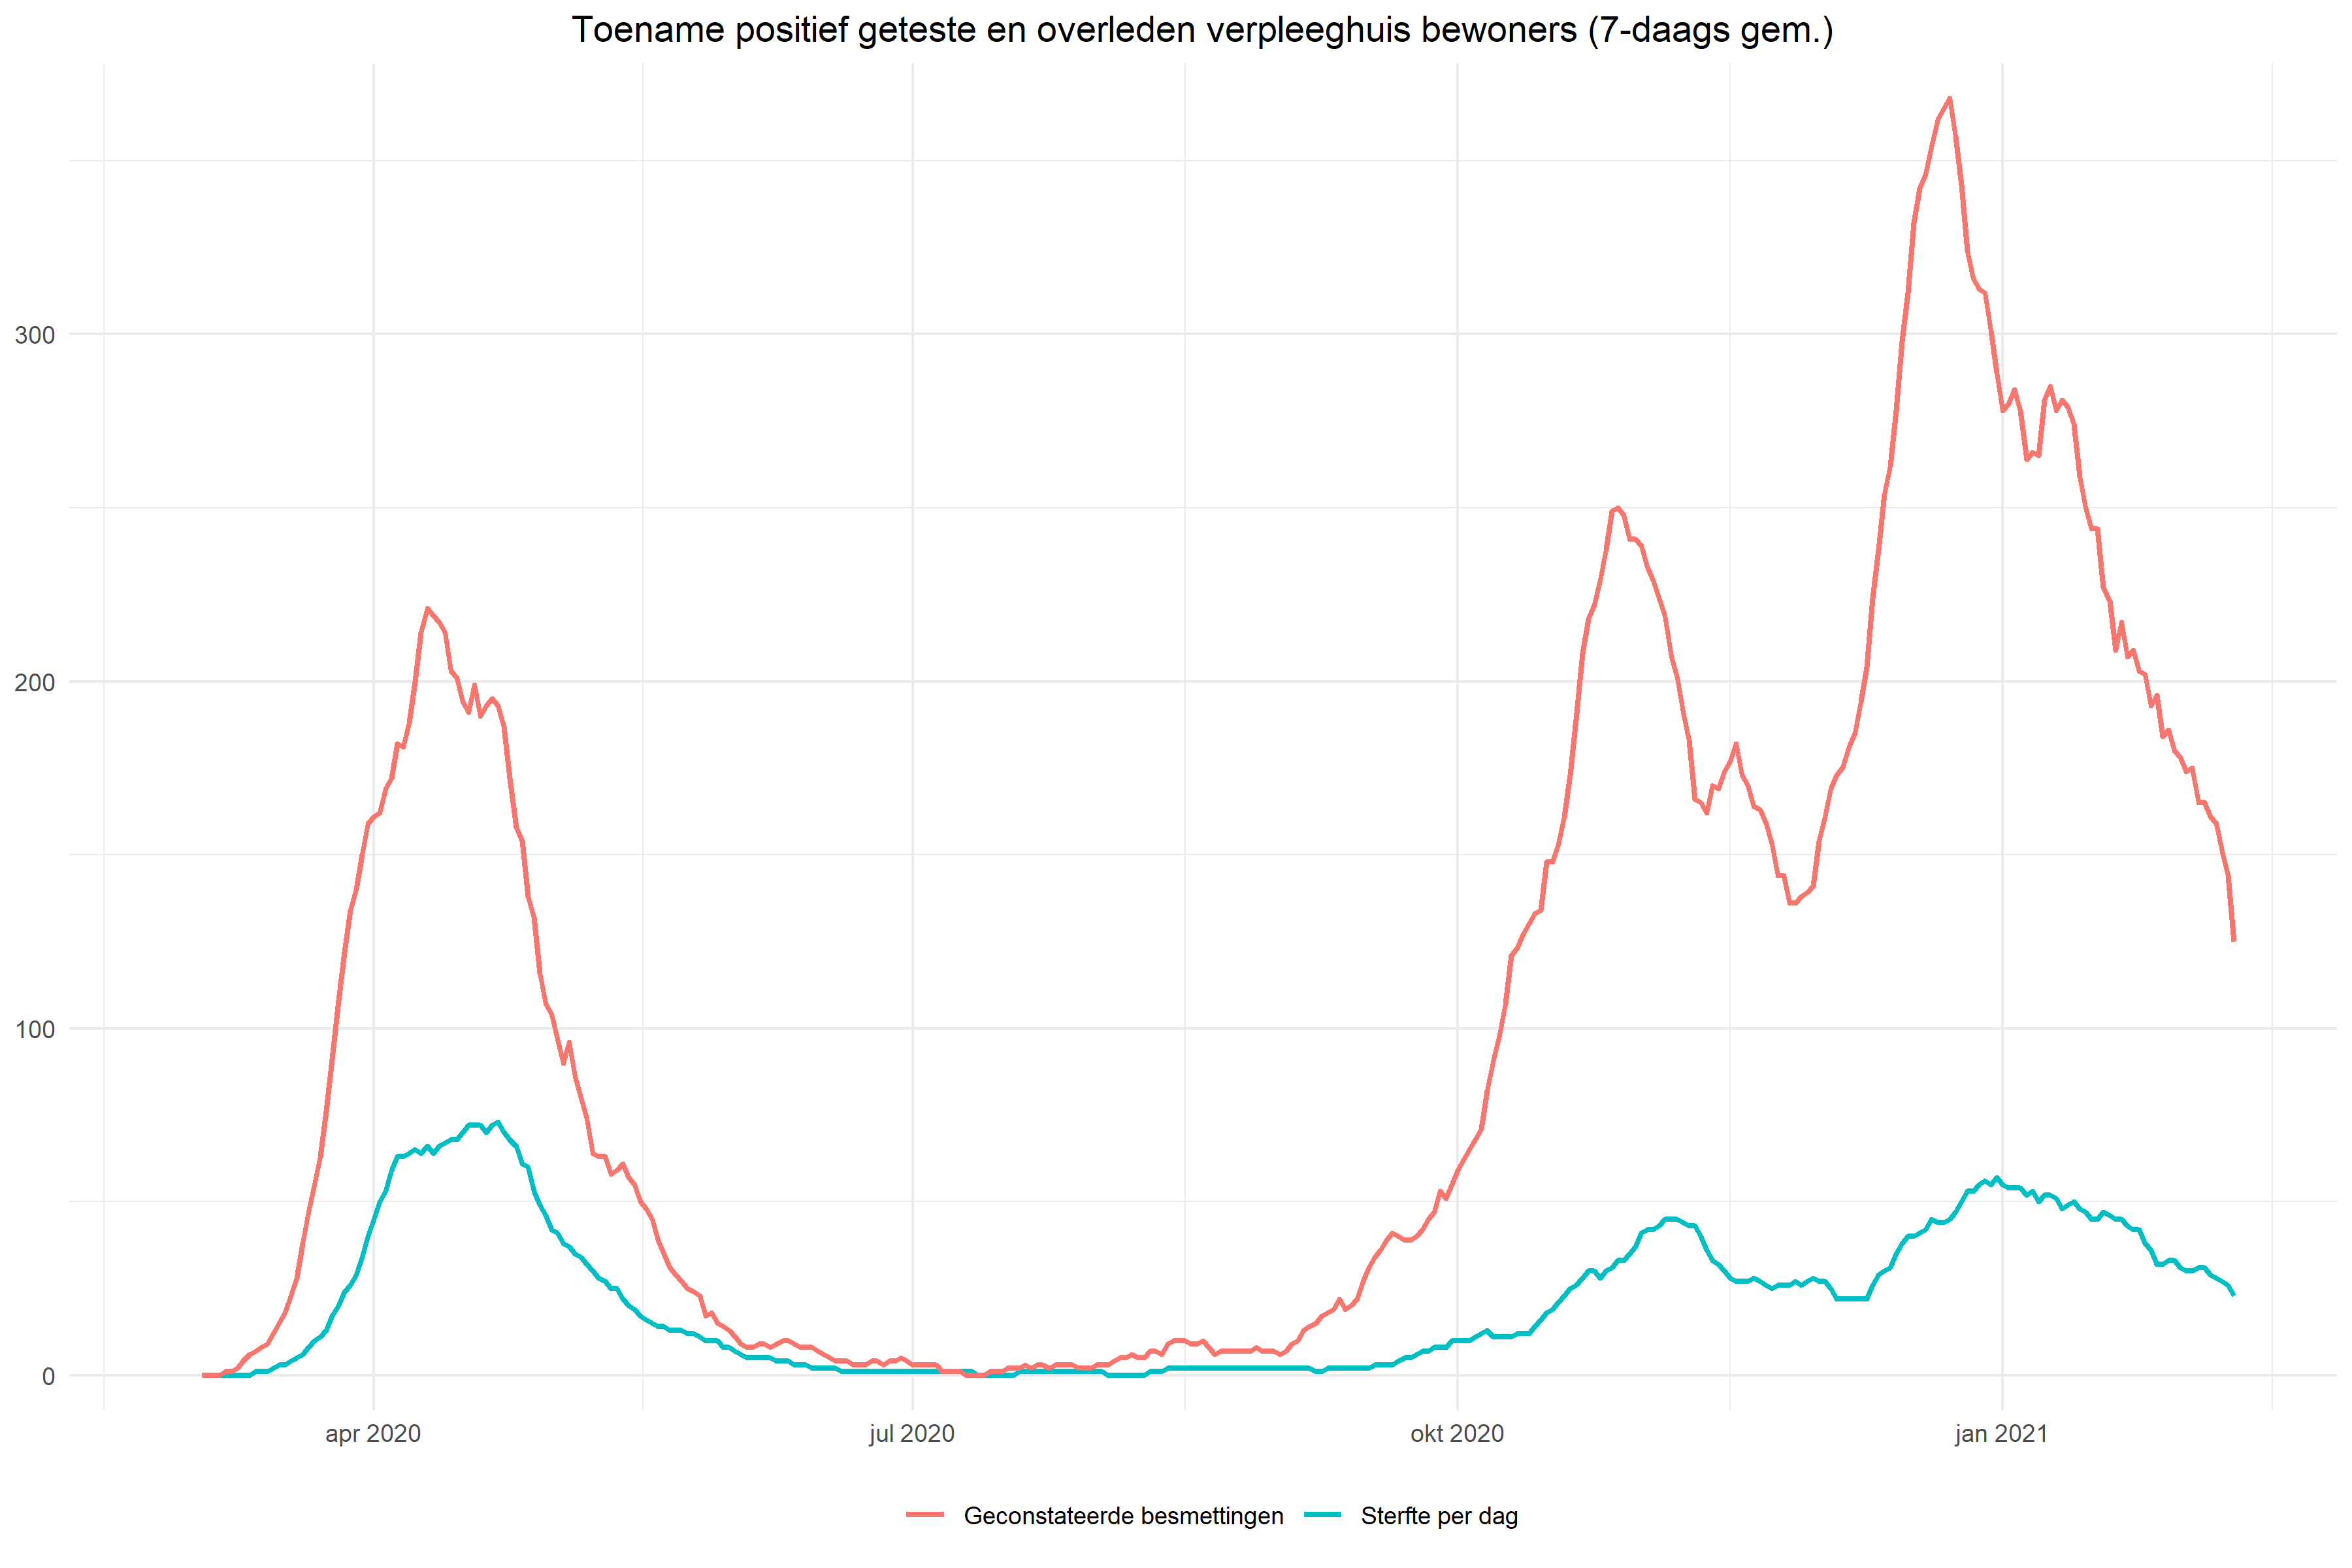 Toename positief geteste en overleden verpleeghuis bewoners (7-daags gem.)
300
200
100
0
apr 2020
jul 2020
okt 2020
jan 2021
Geconstateerde besmettingen
Sterfte per dag